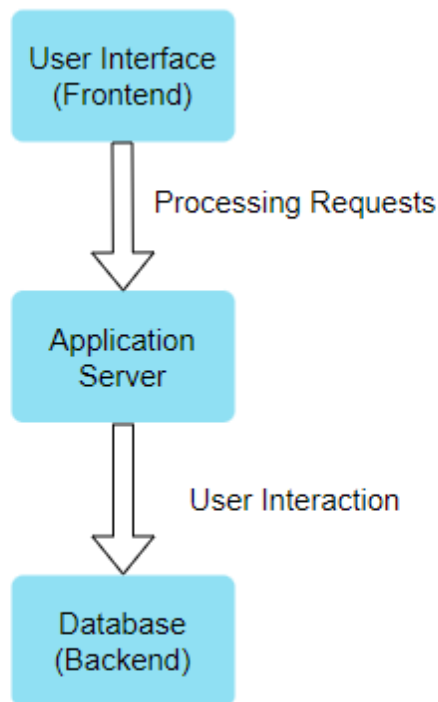 User Interface
(Frontend)
Processing Requests
Application
Server
User Interaction
Database
(Backend)